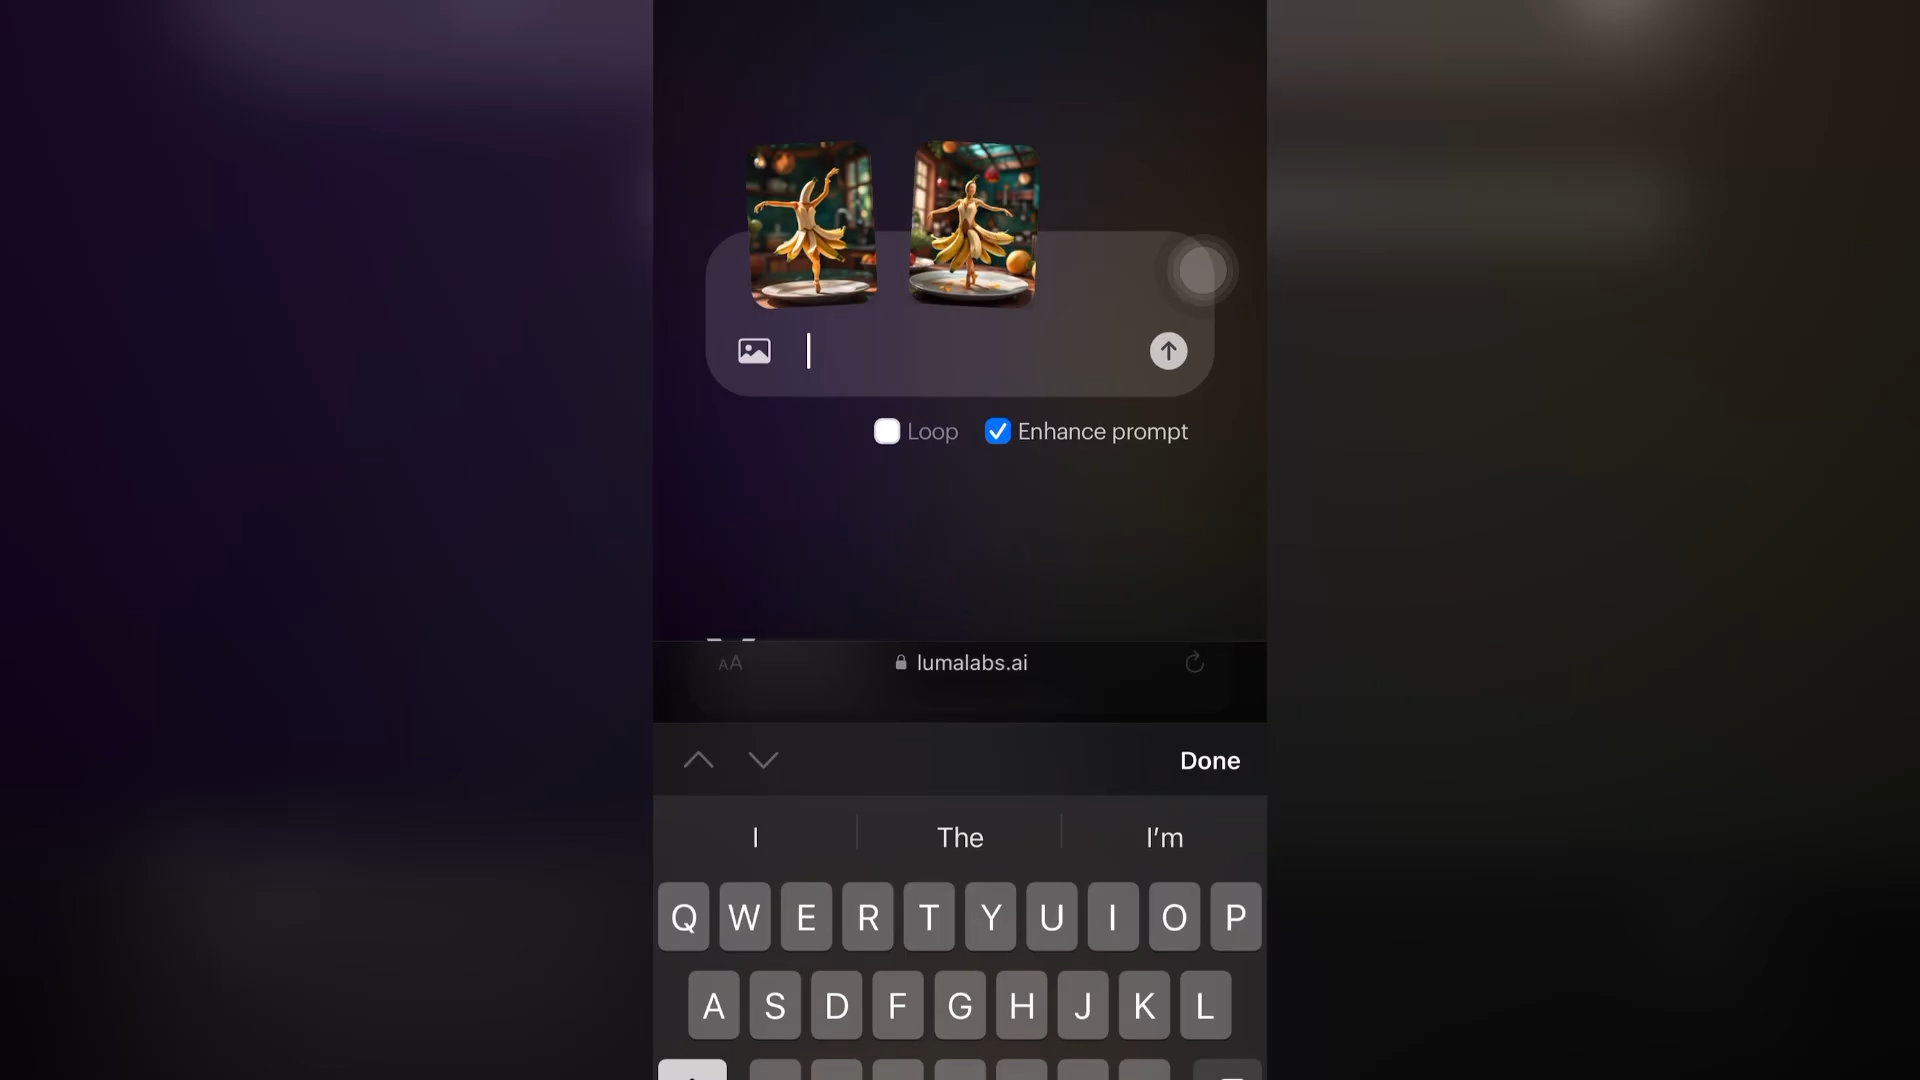 Loop Enhance prompt
AA lumalabs.ai
Done
I The I'm
Q W E R T Y U I O P
A S D F G H J K L